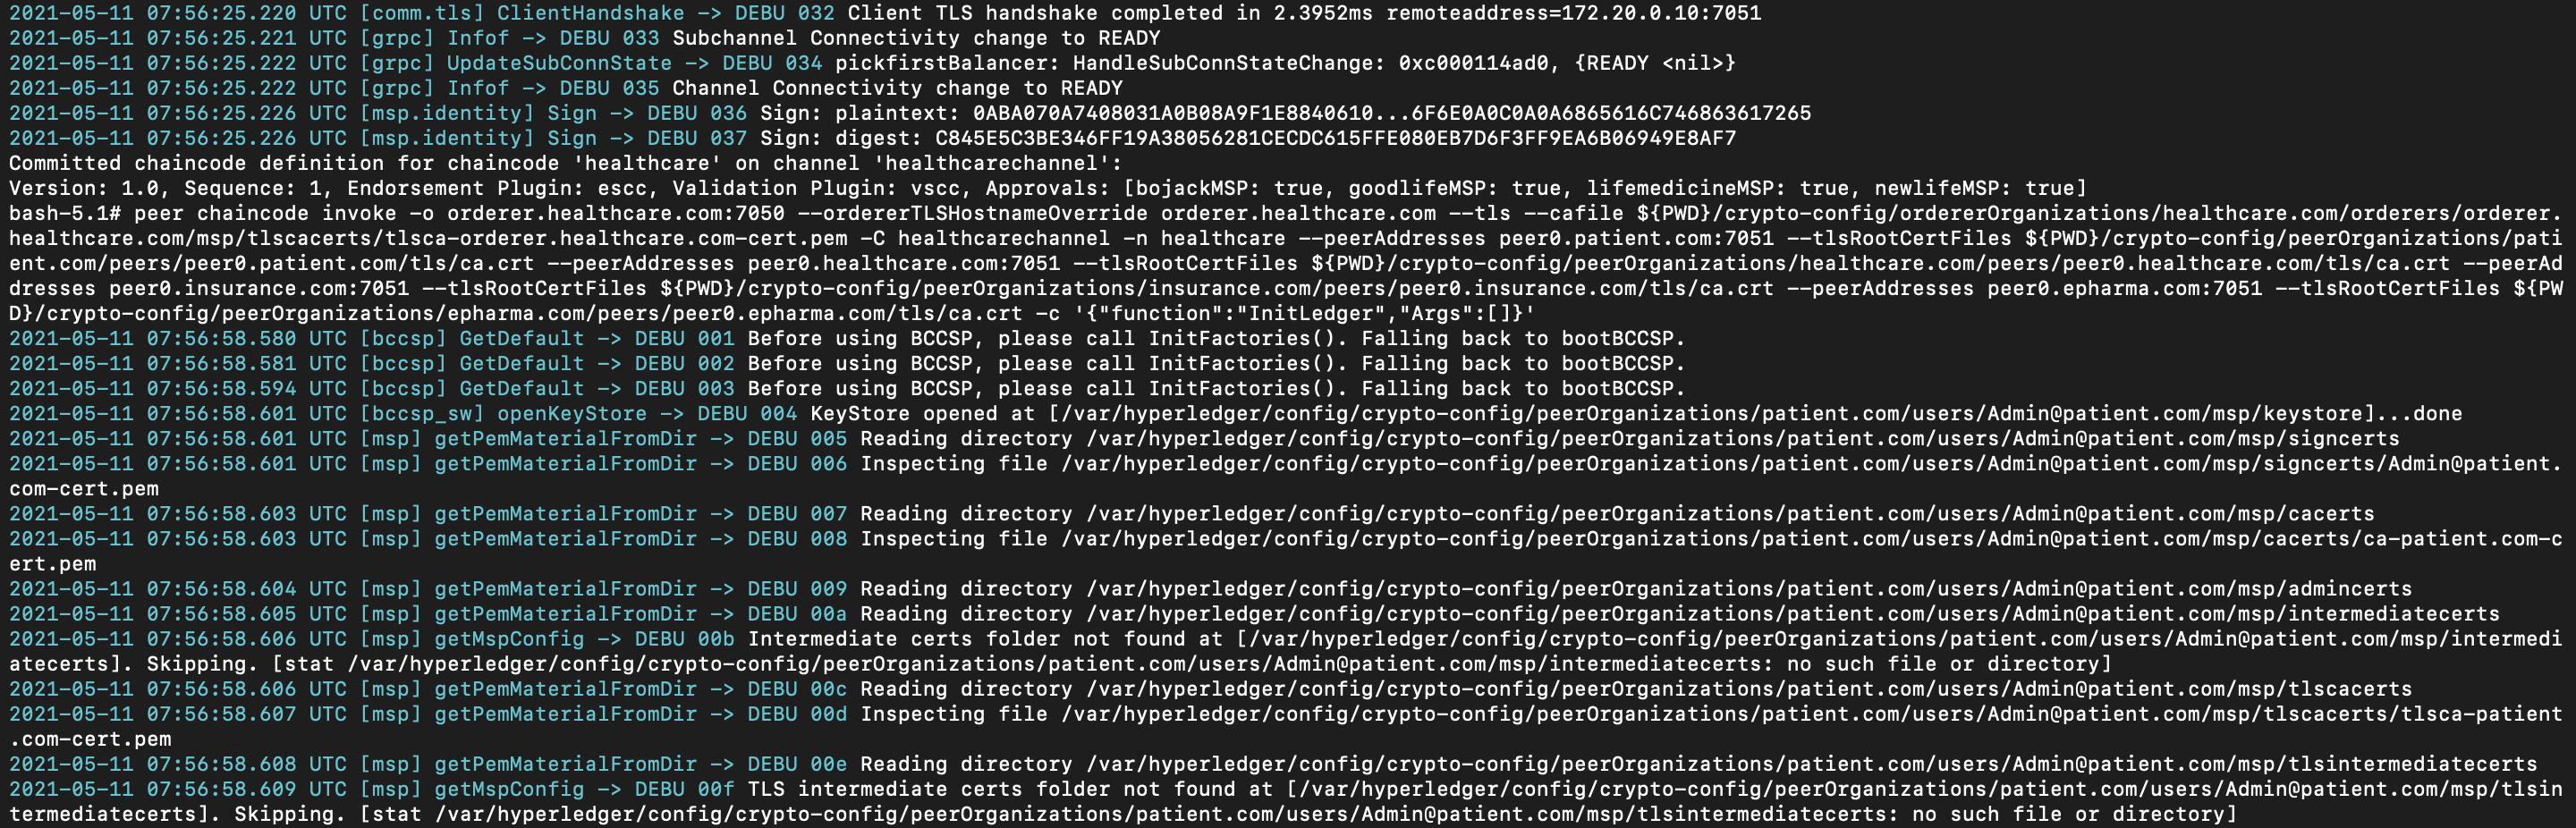 2021-05-11 07:56:25.220 UTC [comm.tls] ClientHandshake -> DEBU 032 Client TLS handshake completed in 2.3952ms remoteaddress=172.20.0.10:7051
2021-05-11 07:56:25.221 UTC [grpc] Infof -> DEBU 033 Subchannel Connectivity change to READY
2021-05-11 07:56:25.222 UTC [grpc] UpdateSubConnState -> DEBU 034 pickfirstBalancer: HandleSubConnStateChange: 0xc000114ad0, {READY <nil>}
2021-05-11 07:56:25.222 UTC [grpc] Infof -> DEBU 035 Channel Connectivity change to READY
2021-05-11 07:56:25.226 UTC [msp.identity] Sign -> DEBU 036 Sign: plaintext: 0ABA070A7408031A0B08A9F1E8840610...6F6E0A0C0A0A6865616C746863617265
2021-05-11 07:56:25.226 UTC [msp.identity] Sign -> DEBU 037 Sign: digest: C845E5C3BE346FF19A38056281CECDC615FFE080EB7D6F3FF9EA6B06949E8AF7
Committed chaincode definition for chaincode 'healthcare' on channel 'healthcarechannel':
Version: 1.0, Sequence: 1, Endorsement Plugin: escc, Validation Plugin: vscc, Approvals: [bojackMSP: true, goodlifeMSP: true, lifemedicineMSP: true, newlifeMSP: true]
bash-5.1# peer chaincode invoke -o orderer.healthcare.com:7050 --ordererTLSHostnameOverride orderer.healthcare.com --tls --cafile ${PWD}/crypto-config/ordererOrganizations/healthcare.com/orderers/orderer.
healthcare.com/msp/tlscacerts/tlsca-orderer.healthcare.com-cert.pem -C healthcarechannel -n healthcare --peerAddresses peer0.patient.com:7051 --tlsRootCertFiles ${PWD}/crypto-config/peerOrganizations/pati
ent.com/peers/peer0.patient.com/tls/ca.crt --peerAddresses peer0.healthcare.com:7051 --tlsRootCertFiles ${PWD}/crypto-config/peerOrganizations/healthcare.com/peers/peer0.healthcare.com/tls/ca.crt --peerAd
dresses peer0.insurance.com:7051 --tlsRootCertFiles ${PWD}/crypto-config/peerOrganizations/insurance.com/peers/peer0.insurance.com/tls/ca.crt --peerAddresses peer0.epharma.com:7051 --tlsRootCertFiles ${PW
D}/crypto-config/peerOrganizations/epharma.com/peers/peer0.epharma.com/tls/ca.crt -c '{"function":"InitLedger","Args":[]}'
2021-05-11 07:56:58.580 UTC [bccsp] GetDefault -> DEBU 001 Before using BCCSP, please call InitFactories(). Falling back to bootBCCSP.
2021-05-11 07:56:58.581 UTC [bccsp] GetDefault -> DEBU 002 Before using BCCSP, please call InitFactories(). Falling back to bootBCCSP.
2021-05-11 07:56:58.594 UTC [bccsp] GetDefault -> DEBU 003 Before using BCCSP, please call InitFactories(). Falling back to bootBCCSP.
2021-05-11 07:56:58.601 UTC [bccsp_sw] openKeyStore -> DEBU 004 KeyStore opened at [/var/hyperledger/config/crypto-config/peerOrganizations/patient.com/users/Admin@patient.com/msp/keystore]...done
2021-05-11 07:56:58.601 UTC [msp] getPemMaterialFromDir -> DEBU 005 Reading directory /var/hyperledger/config/crypto-config/peerOrganizations/patient.com/users/Admin@patient.com/msp/signcerts
2021-05-11 07:56:58.601 UTC [msp] getPemMaterialFromDir -> DEBU 006 Inspecting file /var/hyperledger/config/crypto-config/peerOrganizations/patient.com/users/Admin@patient.com/msp/signcerts/Admin@patient.
com-cert.pem
2021-05-11 07:56:58.603 UTC [msp] getPemMaterialFromDir -> DEBU 007 Reading directory /var/hyperledger/config/crypto-config/peerOrganizations/patient.com/users/Admin@patient.com/msp/cacerts
2021-05-11 07:56:58.603 UTC [msp] getPemMaterialFromDir -> DEBU 008 Inspecting file /var/hyperledger/config/crypto-config/peerOrganizations/patient.com/users/Admin@patient.com/msp/cacerts/ca-patient.com-c
ert.pem
2021-05-11 07:56:58.604 UTC [msp] getPemMaterialFromDir -> DEBU 009 Reading directory /var/hyperledger/config/crypto-config/peerOrganizations/patient.com/users/Admin@patient.com/msp/admincerts
2021-05-11 07:56:58.605 UTC [msp] getPemMaterialFromDir -> DEBU 00a Reading directory /var/hyperledger/config/crypto-config/peerOrganizations/patient.com/users/Admin@patient.com/msp/intermediatecerts
2021-05-11 07:56:58.606 UTC [msp] getMspConfig -> DEBU 00b Intermediate certs folder not found at [/var/hyperledger/config/crypto-config/peerOrganizations/patient.com/users/Admin@patient.com/msp/intermedi
atecerts]. Skipping. [stat /var/hyperledger/config/crypto-config/peerOrganizations/patient.com/users/Admin@patient.com/msp/intermediatecerts: no such file or directory]
2021-05-11 07:56:58.606 UTC [msp] getPemMaterialFromDir -> DEBU 00c Reading directory /var/hyperledger/config/crypto-config/peerOrganizations/patient.com/users/Admin@patient.com/msp/tlscacerts
2021-05-11 07:56:58.607 UTC [msp] getPemMaterialFromDir -> DEBU 00d Inspecting file /var/hyperledger/config/crypto-config/peerOrganizations/patient.com/users/Admin@patient.com/msp/tlscacerts/tlsca-patient
.com-cert.pem
2021-05-11 07:56:58.608 UTC [msp] getPemMaterialFromDir -> DEBU 00e Reading directory /var/hyperledger/config/crypto-config/peerOrganizations/patient.com/users/Admin@patient.com/msp/tlsintermediatecerts
2021-05-11 07:56:58.609 UTC [msp] getMspConfig -> DEBU 00f TLS intermediate certs folder not found at [/var/hyperledger/config/crypto-config/peerOrganizations/patient.com/users/Admin@patient.com/msp/tlsin
termediatecerts]. Skipping. [stat /var/hyperledger/config/crypto-config/peerOrganizations/patient.com/users/Admin@patient.com/msp/tlsintermediatecerts: no such file or directory]